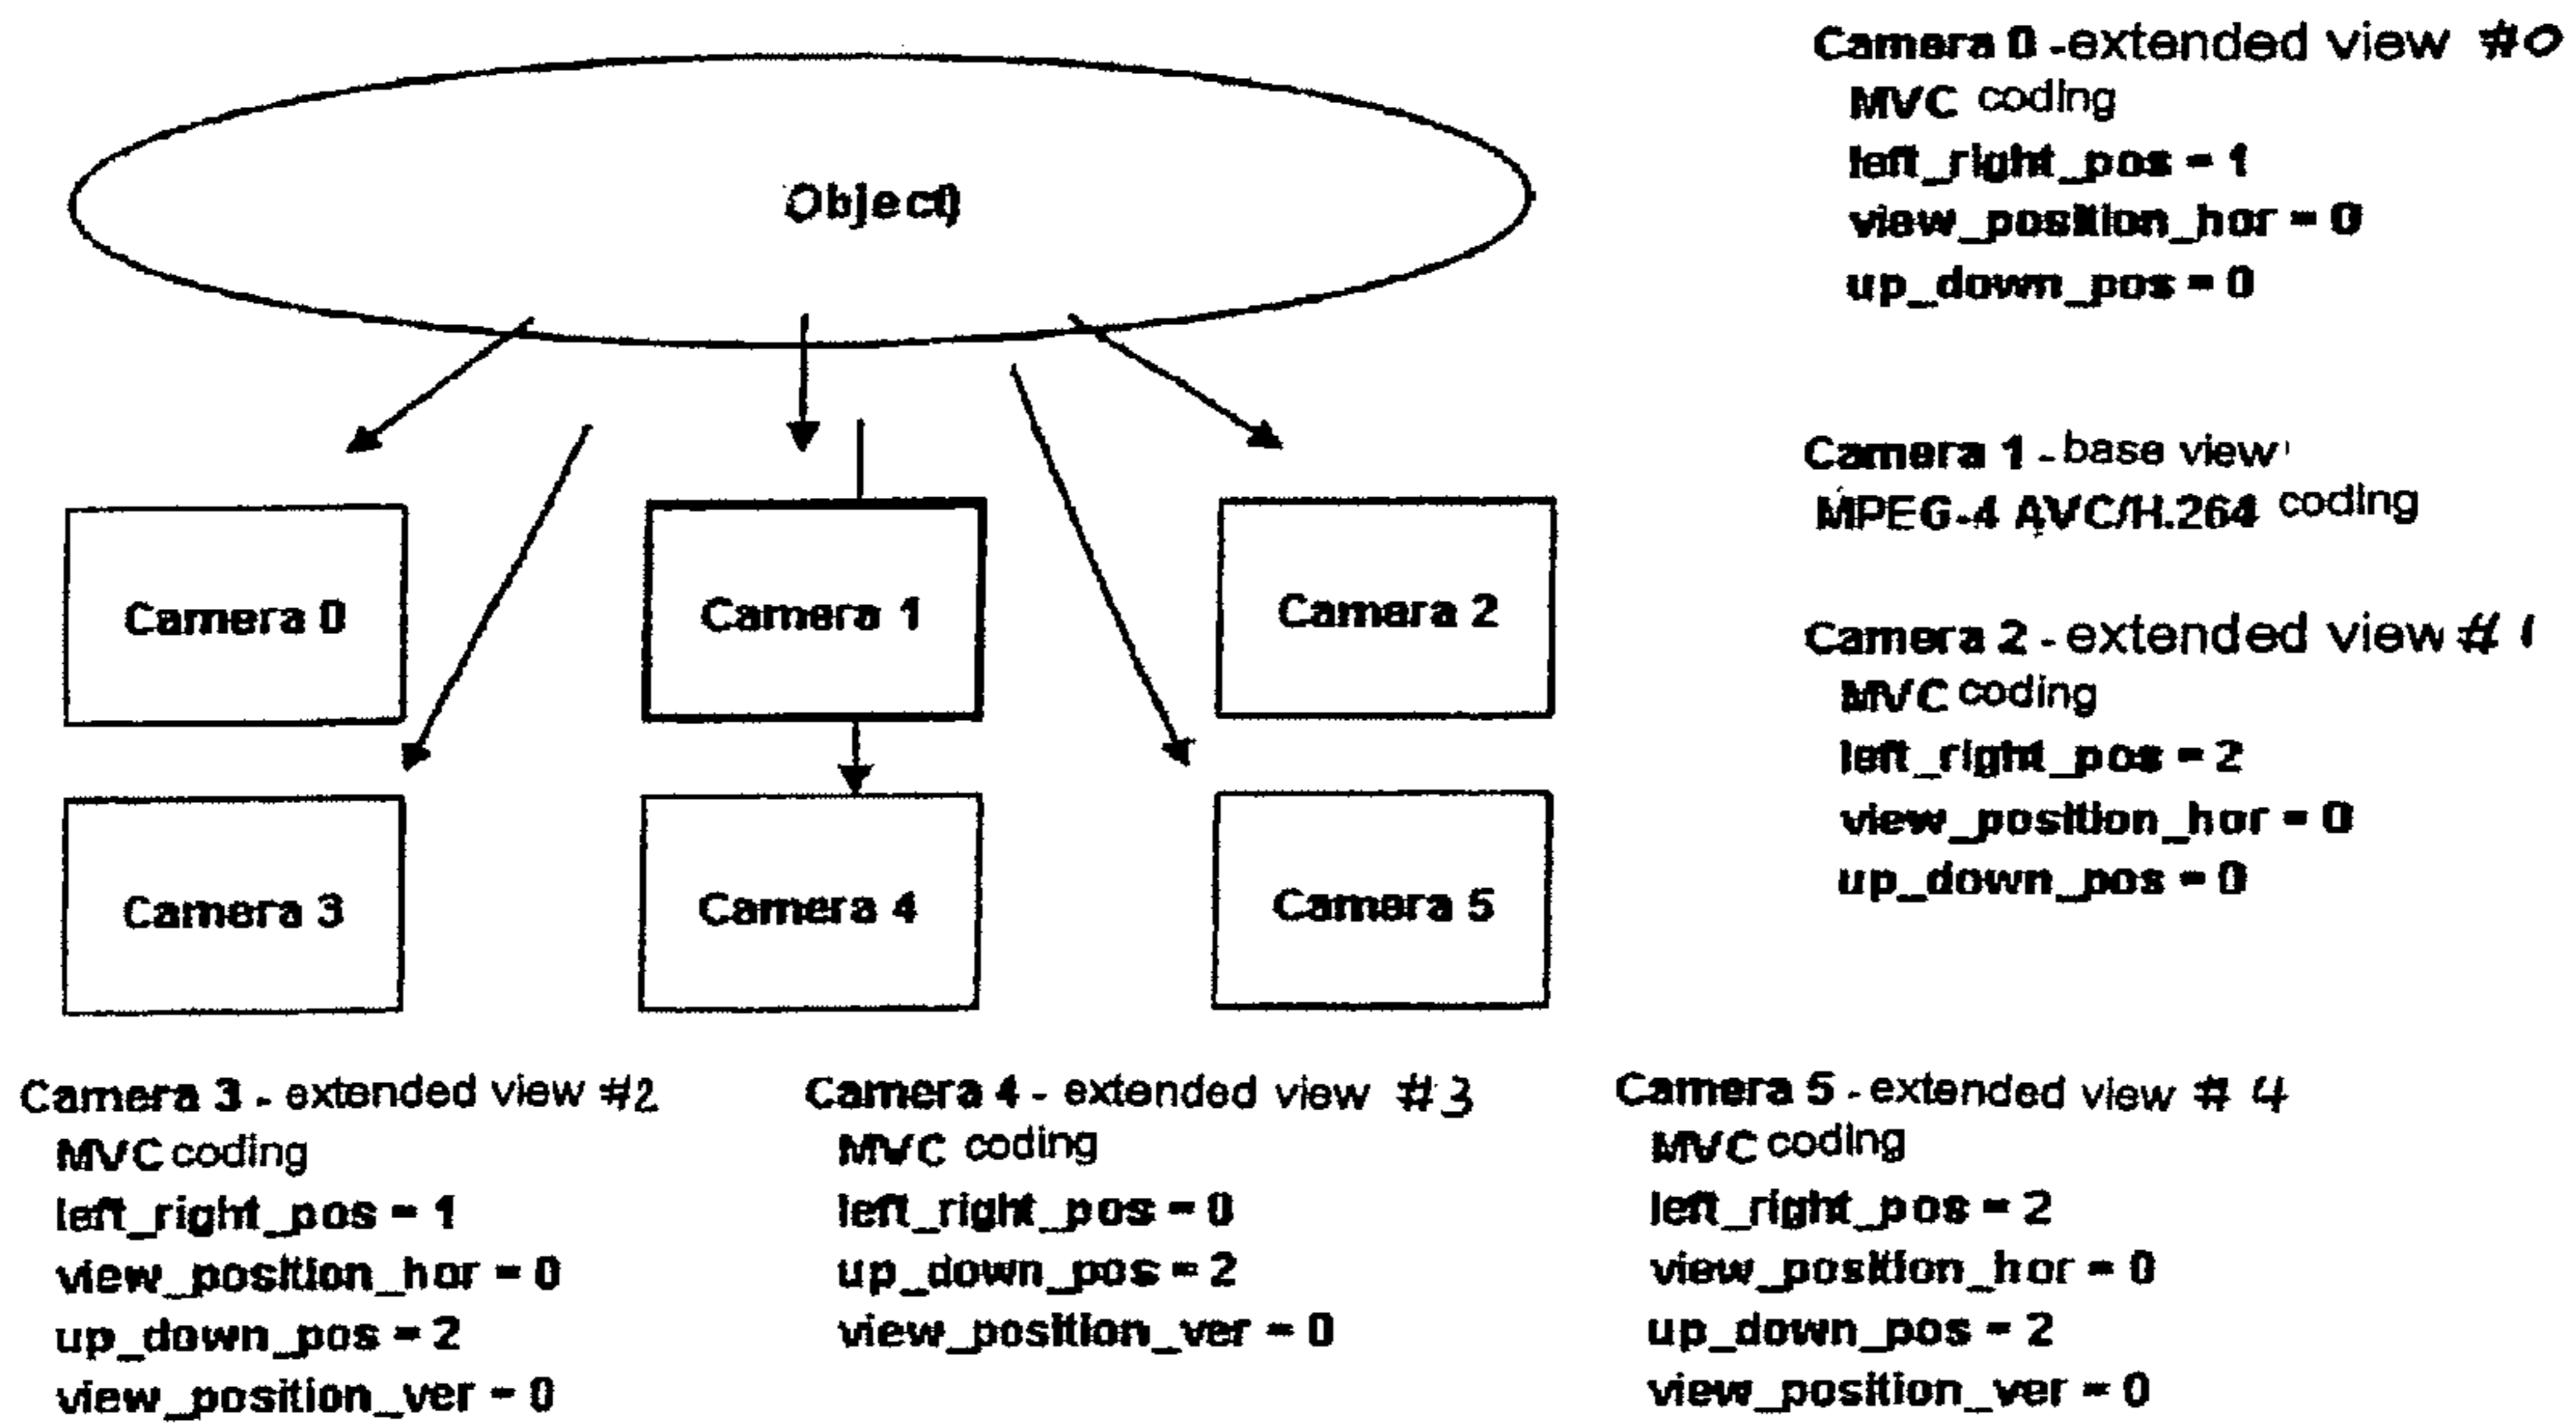 Object
Camera 0 - extended view #0
MVC coding
left_right_pos = 1
view_position_hor = 0
up_down_pos = 0
Camera 1 - base view
MPEG-4 AVC/H.264 coding
Camera 2 - extended view # 1
MVC coding
left_right_pos = 2
view_position_hor = 0
up_down_pos = 0
Camera 0
Camera 1
Camera 2
Camera 3
Camera 4
Camera 5
Camera 3 - extended view #2
MVC coding
left_right_pos = 1
view_position_hor = 0
up_down_pos = 2
view_position_ver = 0
Camera 4 - extended view #3
MVC coding
left_right_pos = 0
up_down_pos = 2
view_position_ver = 0
Camera 5 - extended view # 4
MVC coding
left_right_pos = 2
view_position_hor = 0
up_down_pos = 2
view_position_ver = 0